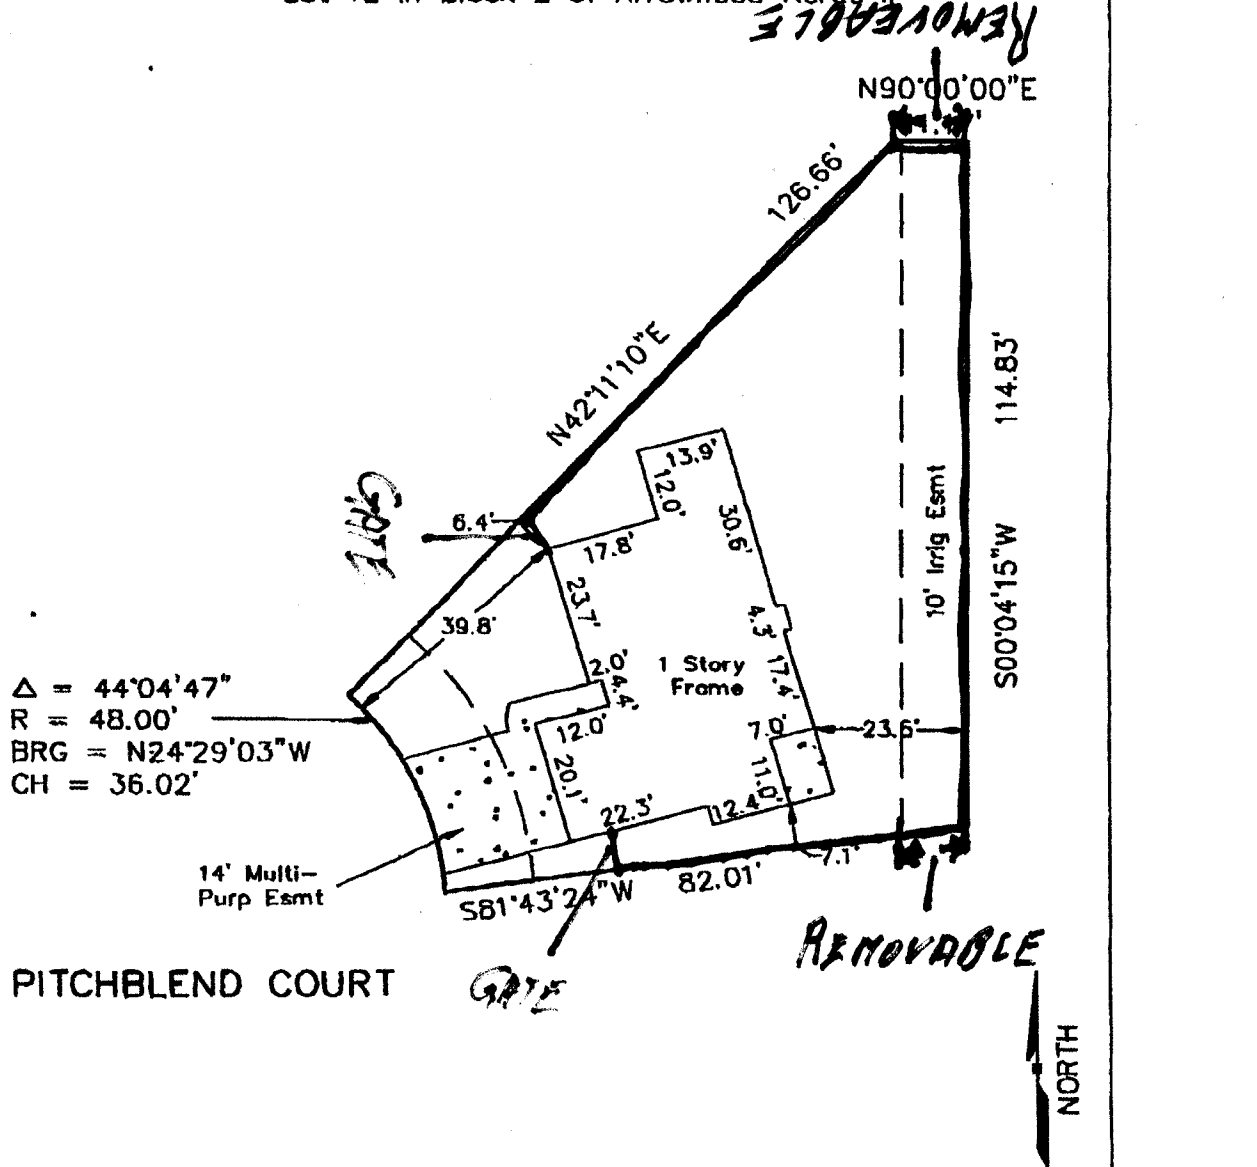 REMOVEABLE
N90°00'00"E
126.66'
N42°11'10"E
114.83'
S00°04'15"W
10' Irrig Esmt
GATE
6.4'
39.8'
13.9'
12.0'
17.8'
30.6'
23.7'
4.3'
2.0'
4.4'
1 Story
Frame
17.4'
12.0'
7.0'
23.6'
20.1'
11.0'
22.3'
12.4'
7.1'
Δ = 44°04'47"
R = 48.00'
BRG = N24°29'03"W
CH = 36.02'
14' Multi-
Purp Esmt
S81°43'24"W
82.01'
REMOVABLE
PITCHBLEND COURT
GATE
NORTH